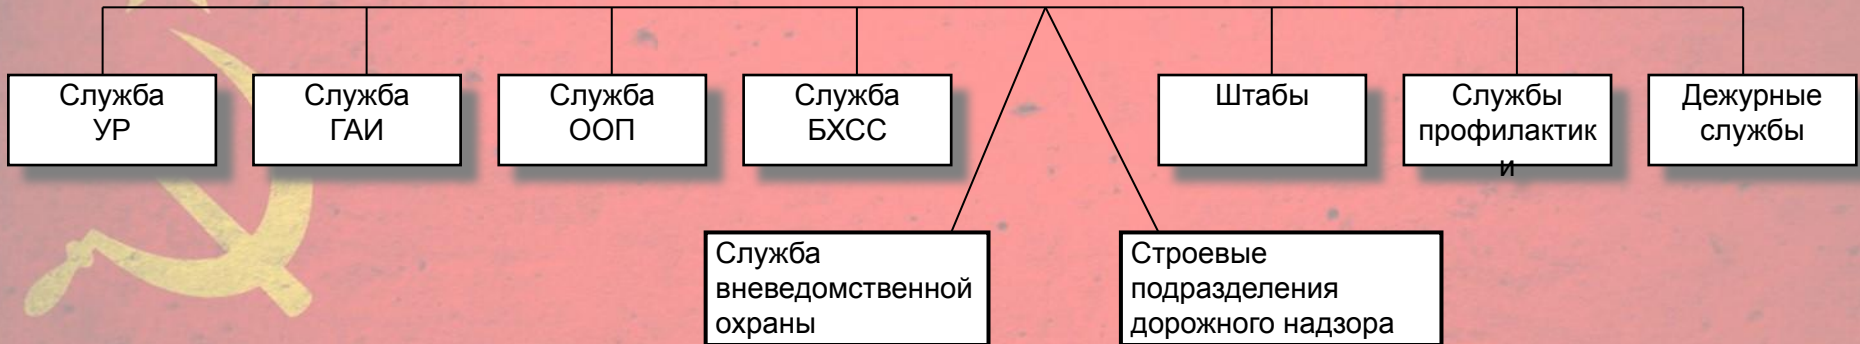 Служба
УР
Служба
ГАИ
Служба
ООП
Служба
БХСС
Штабы
Службы
профилактик
и
Дежурные
службы
Служба
вневедомственной
охраны
Строевые
подразделения
дорожного надзора